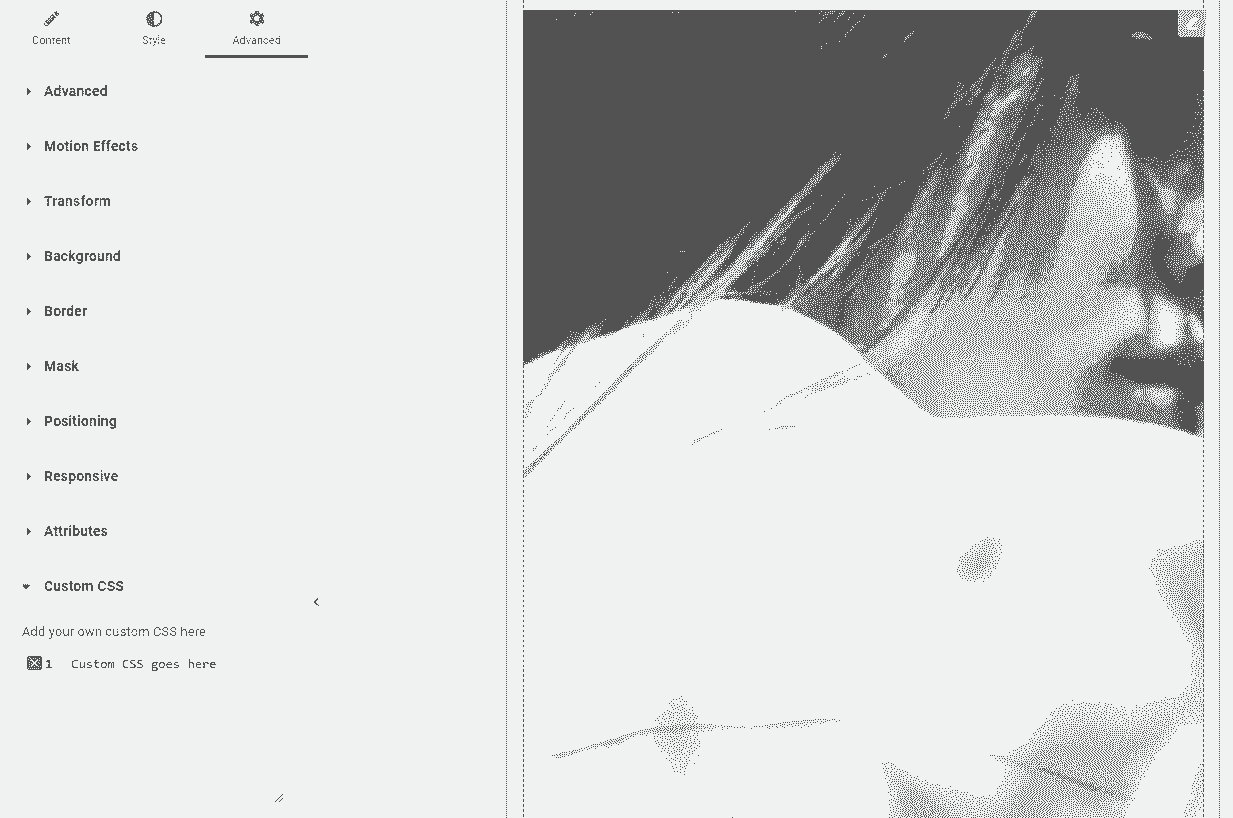 Content Style Advanced
Advanced
Motion Effects
Transform
Background
Border
Mask
Positioning
Responsive
Attributes
Custom CSS
Add your own custom CSS here
1 Custom CSS goes here